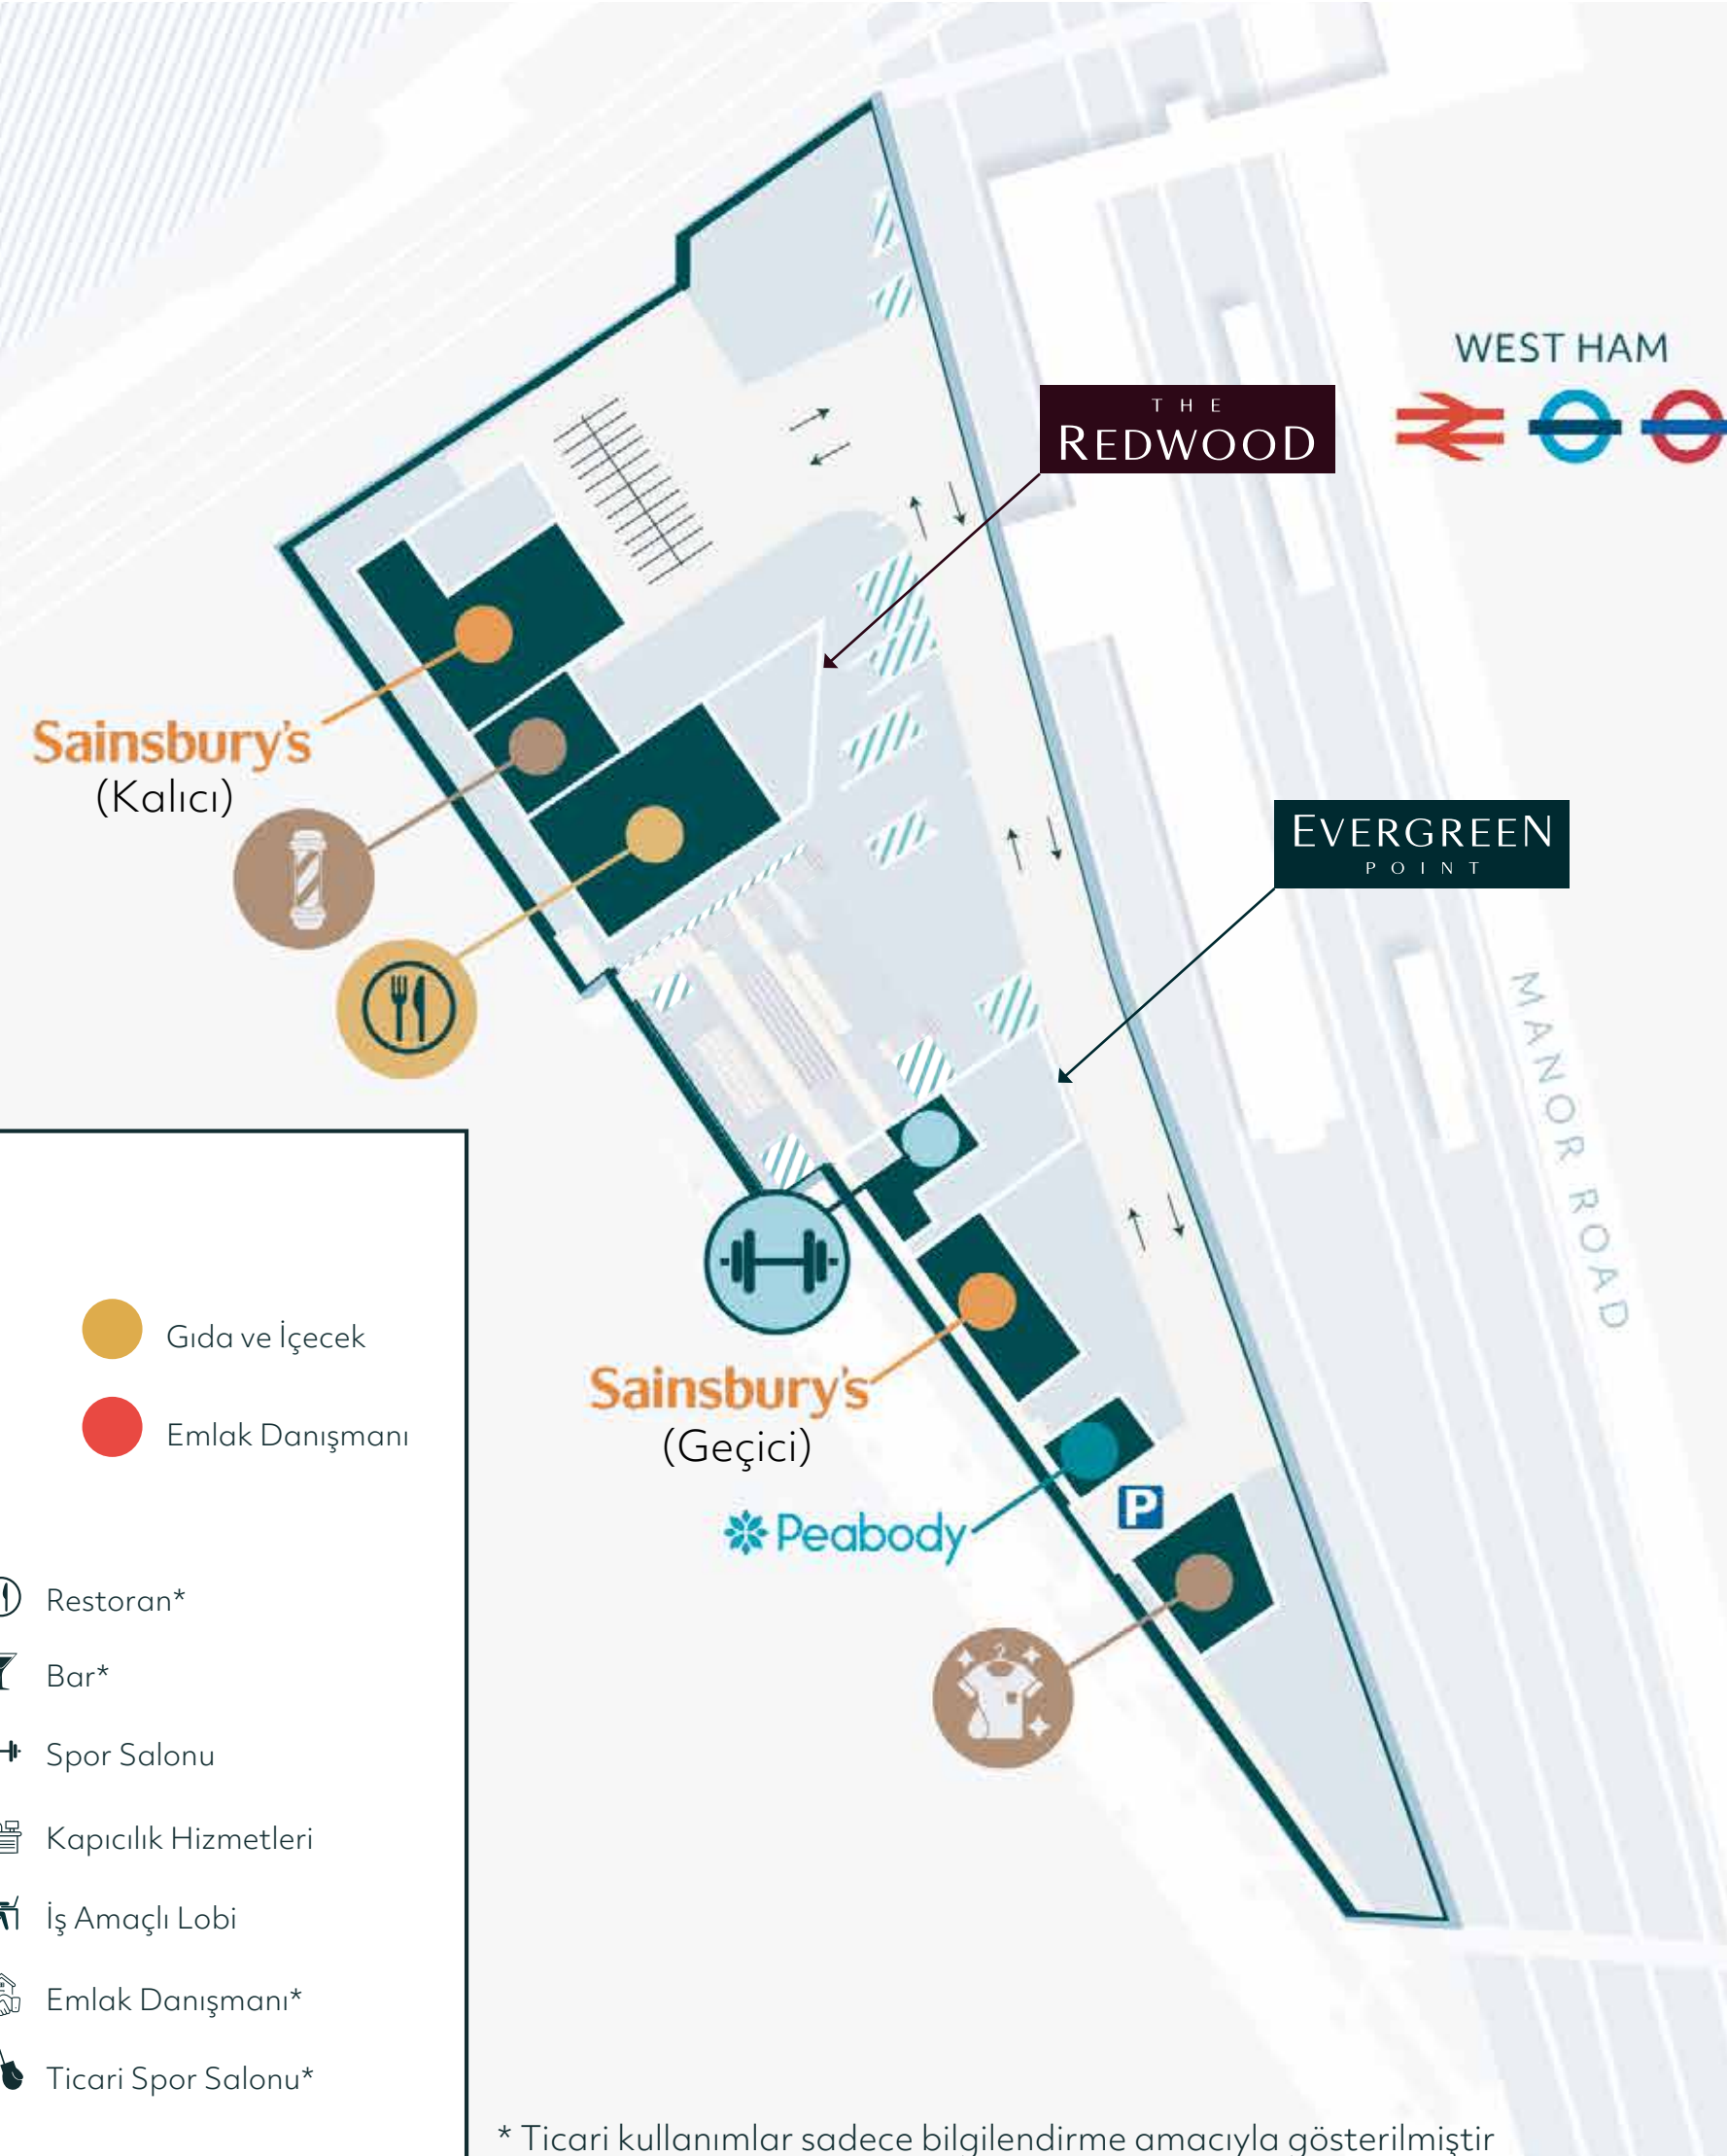 WEST HAM
THE
REDWOOD
Sainsbury's
(Kalıcı)
EVERGREEN
POINT
MANOR ROAD
Gıda ve İçecek
Emlak Danışmanı
Sainsbury's
(Geçici)
Peabody
P
Restoran*
Bar*
Spor Salonu
Kapıcılık Hizmetleri
İş Amaçlı Lobi
Emlak Danışmanı*
Ticari Spor Salonu*
* Ticari kullanımlar sadece bilgilendirme amacıyla gösterilmiştir